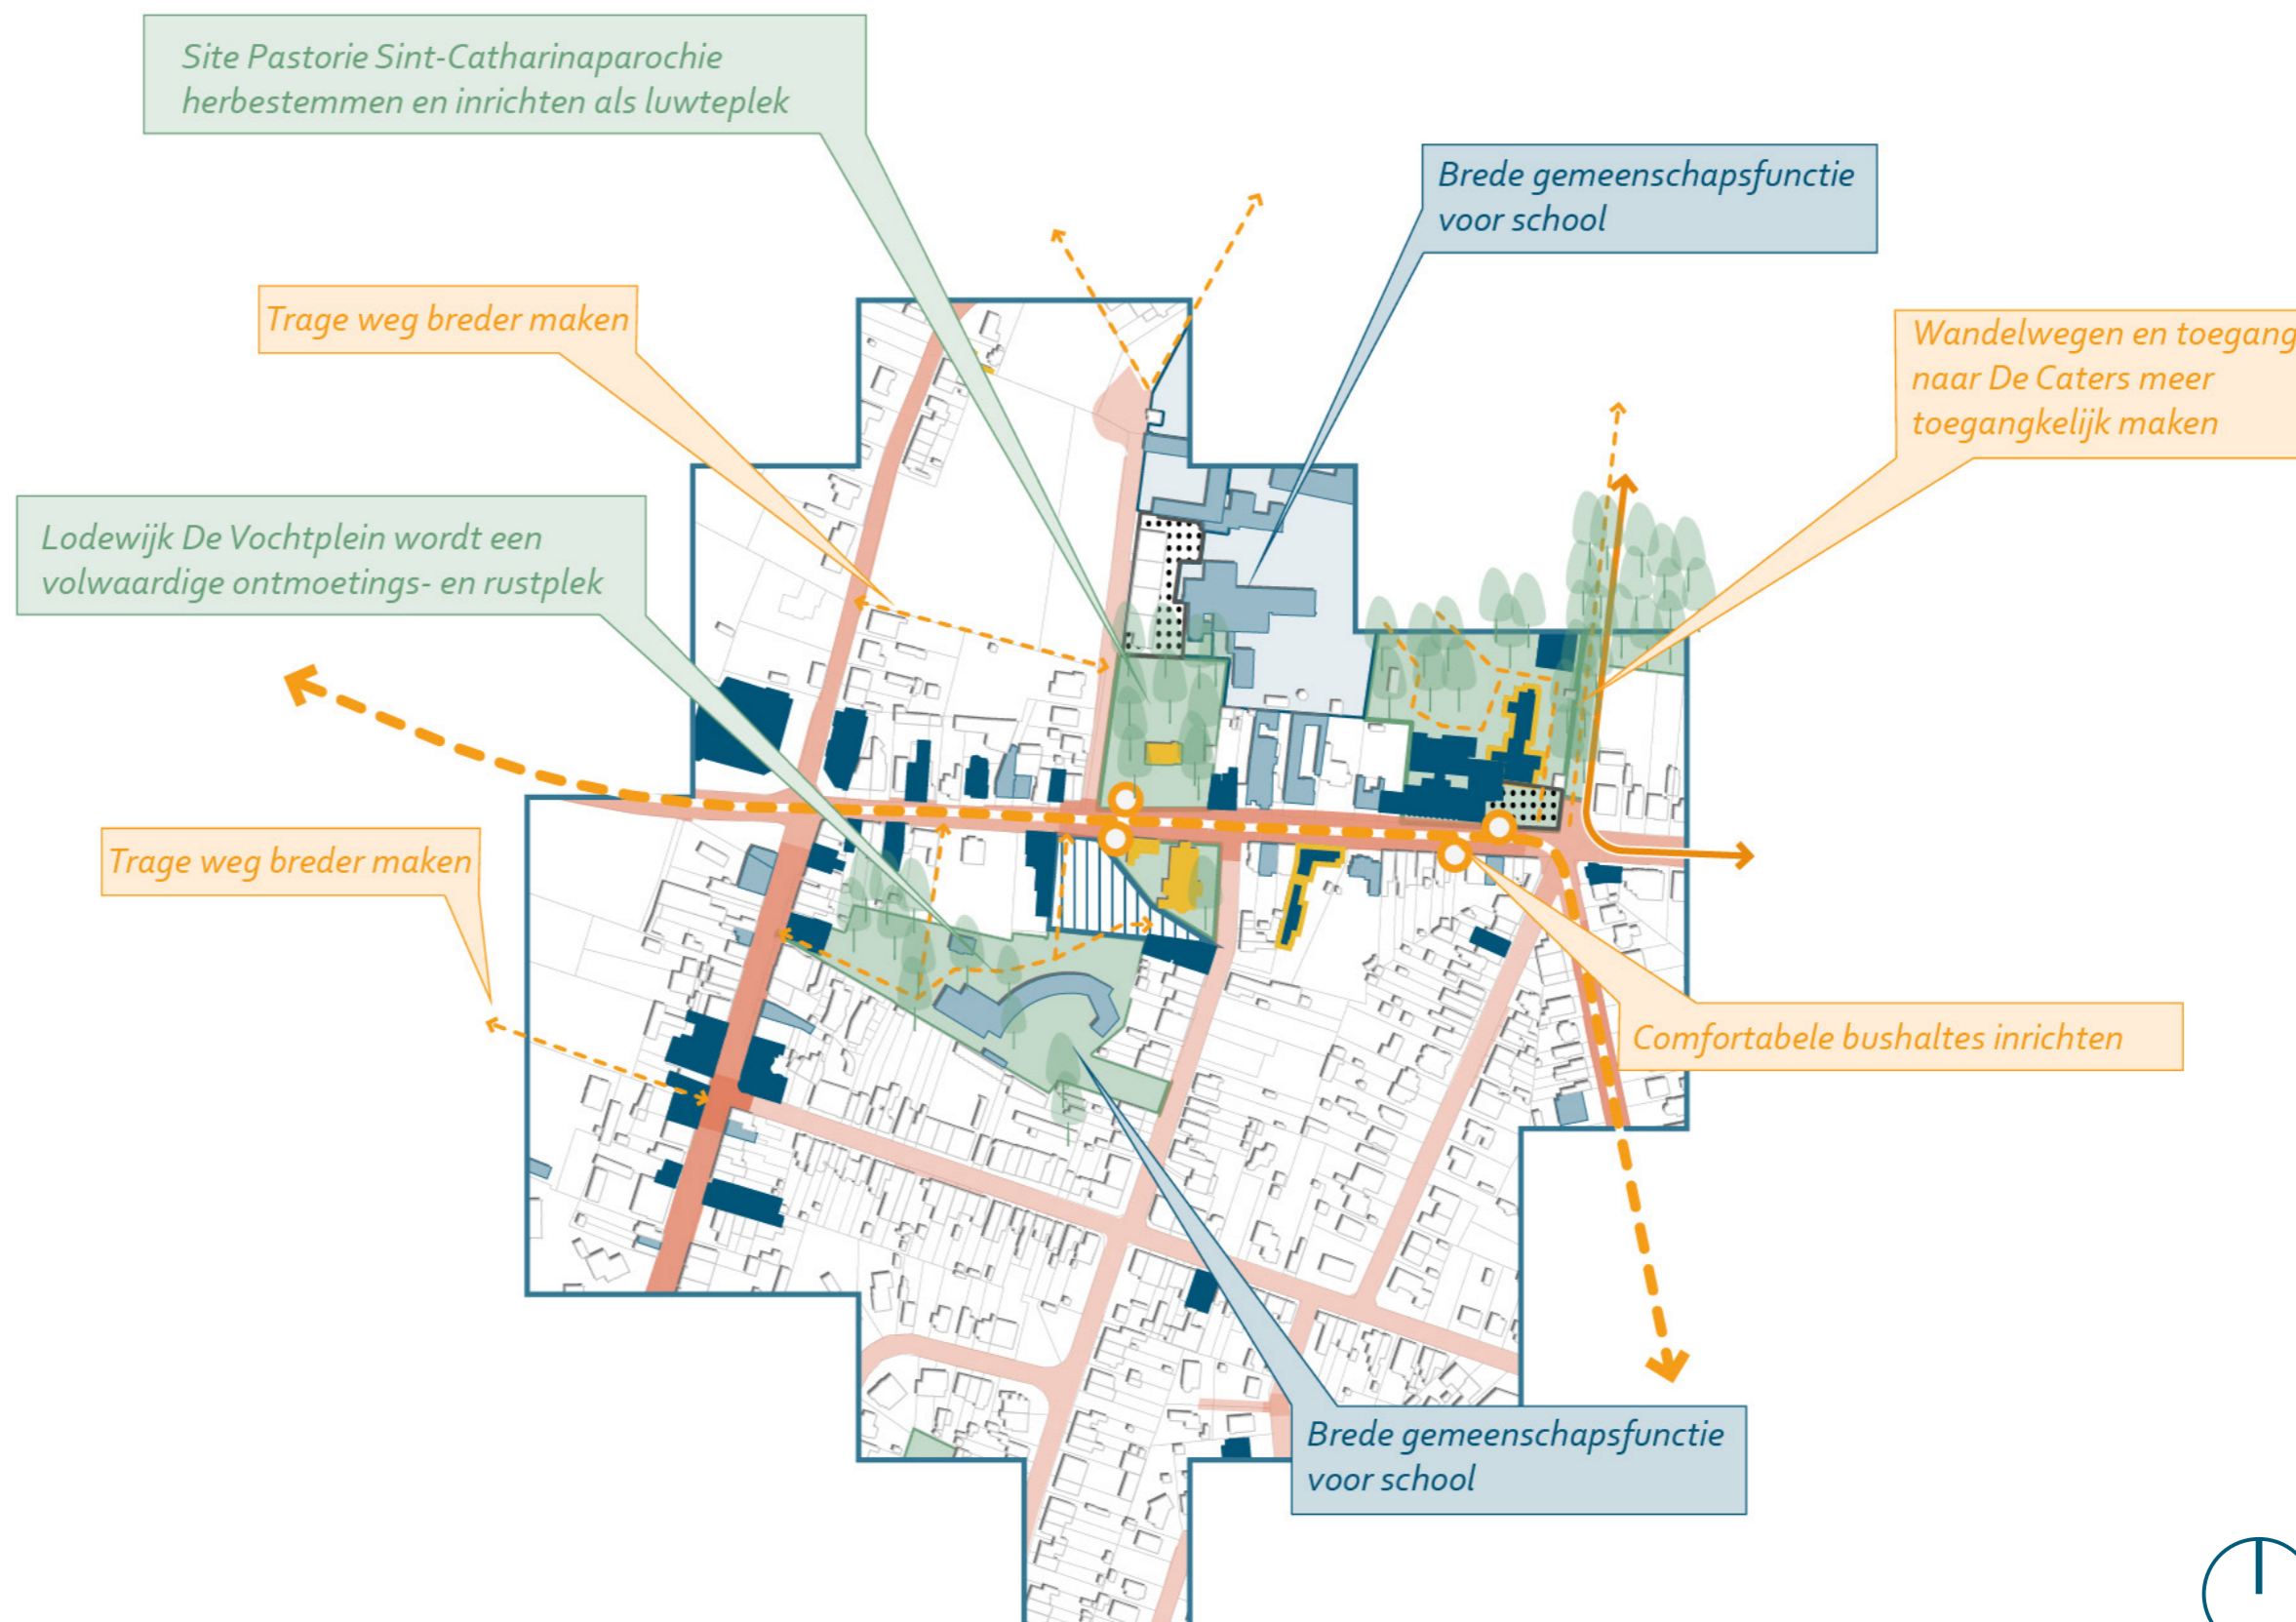 Site Pastorie Sint-Catharinaparochie
herbestemmen en inrichten als luwteplek
Brede gemeenschapsfunctie
voor school
Trage weg breder maken
Wandelwegen en toegang
naar De Caters meer
toegangkelijk maken
Lodewijk De Vochtplein wordt een
volwaardige ontmoetings- en rustplek
Trage weg breder maken
Comfortabele bushaltes inrichten
Brede gemeenschapsfunctie
voor school